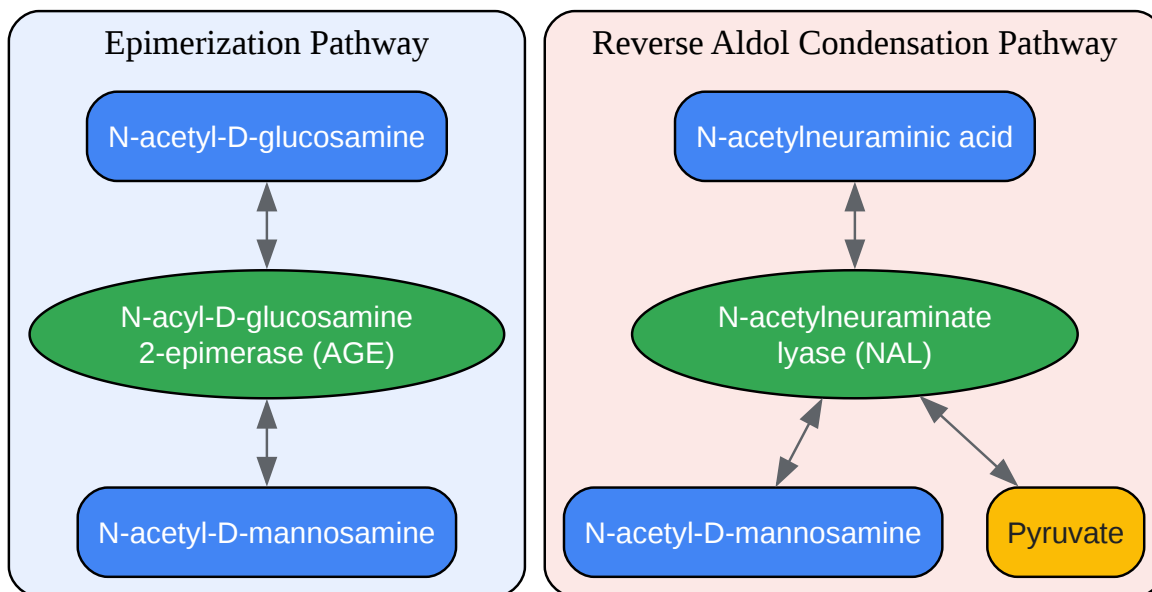 Epimerization Pathway
N-acetyl-D-glucosamine
N-acyl-D-glucosamine
2-epimerase (AGE)
N-acetyl-D-mannosamine
Reverse Aldol Condensation Pathway
N-acetylneuraminic acid
N-acetylneuraminate
lyase (NAL)
N-acetyl-D-mannosamine
Pyruvate